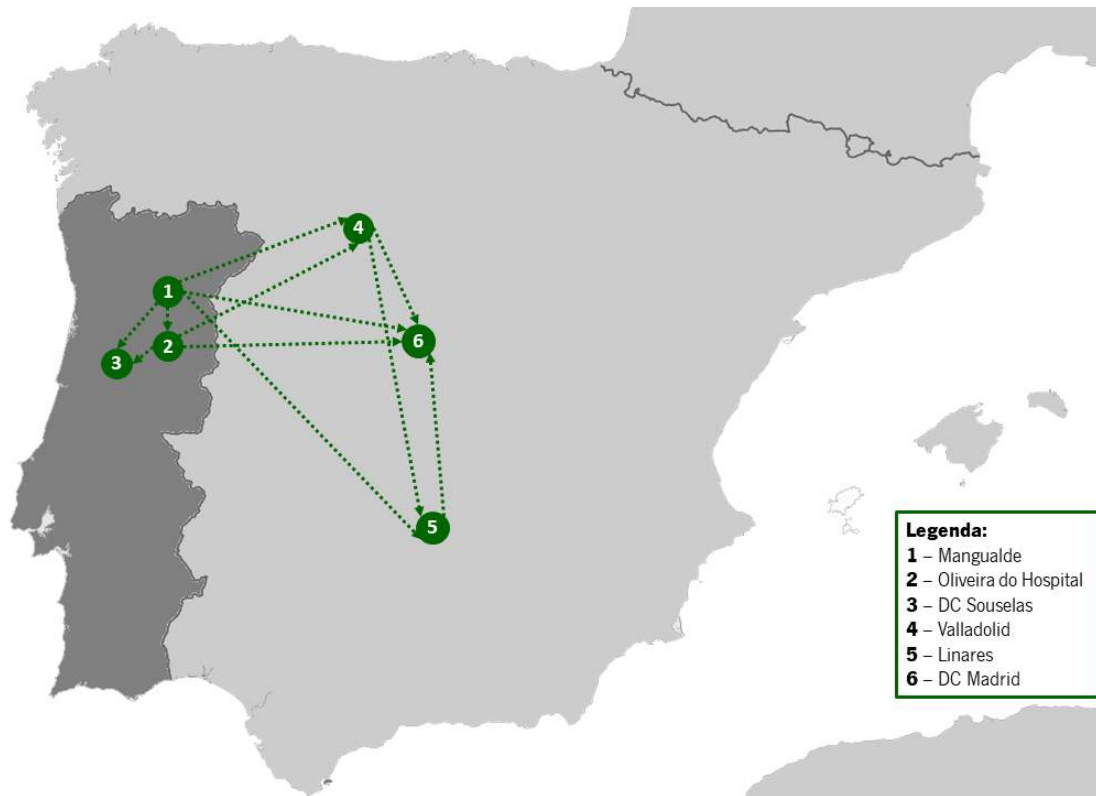 4
1
6
2
3
5
Legenda:
1 – Mangualde
2 – Oliveira do Hospital
3 – DC Souselas
4 – Valladolid
5 – Linares
6 – DC Madrid